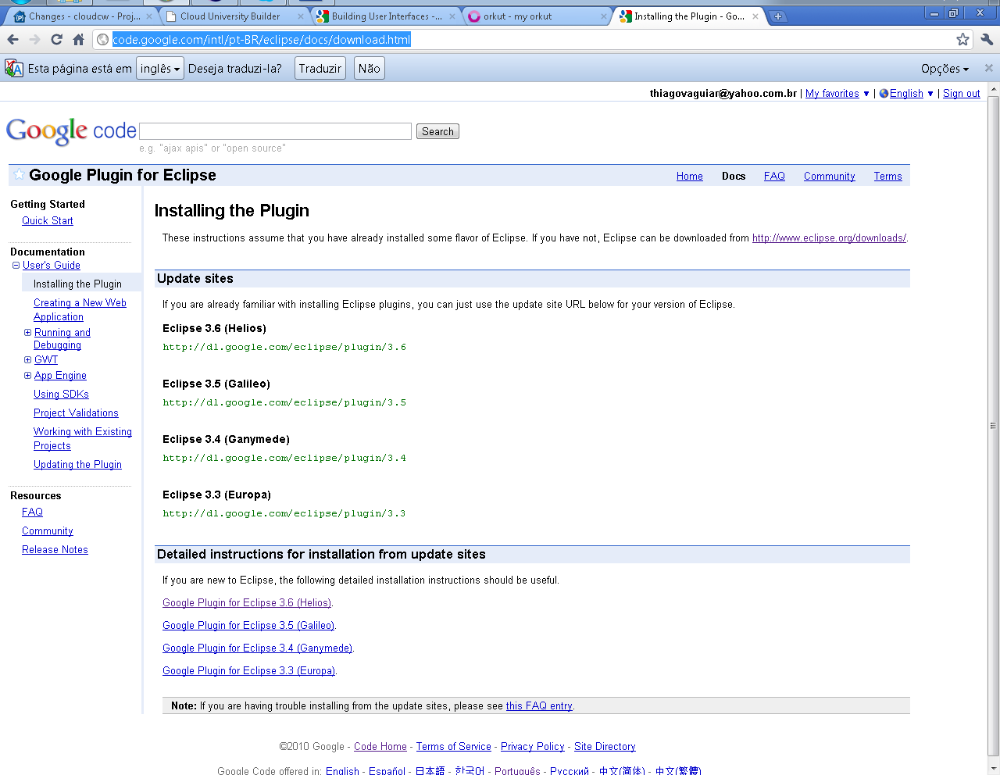 Changes - cloudcw - Proj...
Cloud University Builder
Building User Interfaces -...
orkut - my orkut
Installing the Plugin - Go...
code.google.com/intl/pt-BR/eclipse/docs/download.html
Esta página está em inglês Deseja traduzi-la? Traduzir Não Opções
thiagovaguiar@yahoo.com.br | My favorites ▼ | English ▼ | Sign out
Google code Search
e.g. "ajax apis" or "open source"
Google Plugin for Eclipse
Home Docs FAQ Community Terms
Getting Started
Quick Start
Documentation
User's Guide
Installing the Plugin
Creating a New Web
Application
Running and
Debugging
GWT
App Engine
Using SDKs
Project Validations
Working with Existing
Projects
Updating the Plugin
Resources
FAQ
Community
Release Notes
Installing the Plugin
These instructions assume that you have already installed some flavor of Eclipse. If you have not, Eclipse can be downloaded from http://www.eclipse.org/downloads/.
Update sites
If you are already familiar with installing Eclipse plugins, you can just use the update site URL below for your version of Eclipse.
Eclipse 3.6 (Helios)
http://dl.google.com/eclipse/plugin/3.6
Eclipse 3.5 (Galileo)
http://dl.google.com/eclipse/plugin/3.5
Eclipse 3.4 (Ganymede)
http://dl.google.com/eclipse/plugin/3.4
Eclipse 3.3 (Europa)
http://dl.google.com/eclipse/plugin/3.3
Detailed instructions for installation from update sites
If you are new to Eclipse, the following detailed installation instructions should be useful.
Google Plugin for Eclipse 3.6 (Helios).
Google Plugin for Eclipse 3.5 (Galileo).
Google Plugin for Eclipse 3.4 (Ganymede).
Google Plugin for Eclipse 3.3 (Europa).
Note: If you are having trouble installing from the update sites, please see this FAQ entry.
©2010 Google - Code Home - Terms of Service - Privacy Policy - Site Directory
Google Code offered in: English - Español - 日本語 - 한국어 - Português - Русский - 中文(简体) - 中文(繁體)